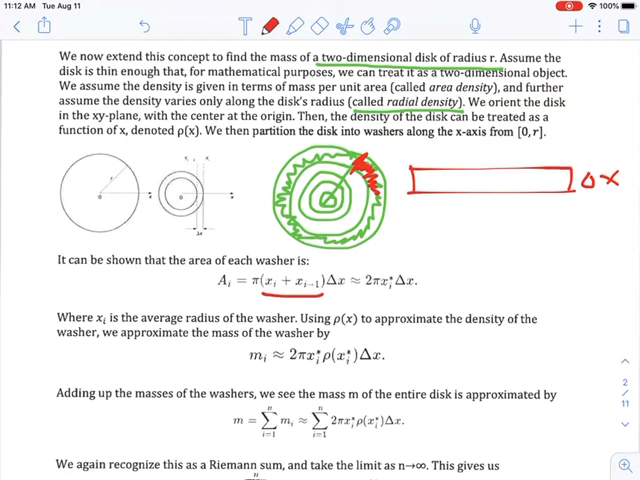 11:12 AM Tue Aug 11
100%
We now extend this concept to find the mass of a two-dimensional disk of radius r. Assume the
disk is thin enough that, for mathematical purposes, we can treat it as a two-dimensional object.
We assume the density is given in terms of mass per unit area (called area density), and further
assume the density varies only along the disk's radius (called radial density). We orient the disk
in the xy-plane, with the center at the origin. Then, the density of the disk can be treated as a
function of x, denoted ρ(x). We then partition the disk into washers along the x-axis from [0, r].
Δx
It can be shown that the area of each washer is:
A_i = π(x_i + x_{i−1})Δx ≈ 2πx_i^*Δx.
Where x_i is the average radius of the washer. Using ρ(x) to approximate the density of the
washer, we approximate the mass of the washer by
m_i ≈ 2πx_i^*ρ(x_i^*)Δx.
Adding up the masses of the washers, we see the mass m of the entire disk is approximated by
m = \sum_{i=1}^{n} m_i ≈ \sum_{i=1}^{n} 2πx_i^*ρ(x_i^*)Δx.
We again recognize this as a Riemann sum, and take the limit as n→∞. This gives us
2
/
11